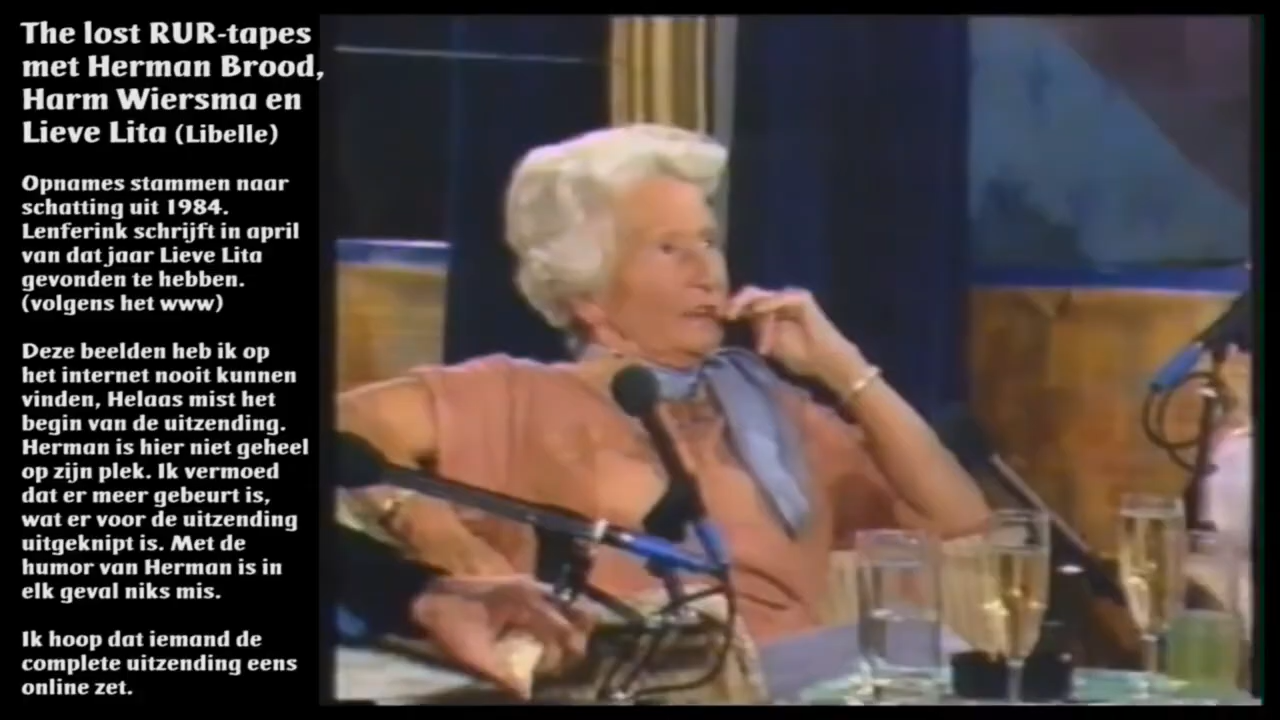 The lost RUR-tapes
met Herman Brood,
Harm Wiersma en
Lieve Lita (Libelle)
Opnames stammen naar
schatting uit 1984.
Lenferink schrijft in april
van dat jaar Lieve Lita
gevonden te hebben.
(volgens het www)
Deze beelden heb ik op
het internet nooit kunnen
vinden, Helaas mist het
begin van de uitzending.
Herman is hier niet geheel
op zijn plek. Ik vermoed
dat er meer gebeurt is,
wat er voor de uitzending
uitgeknipt is. Met de
humor van Herman is in
elk geval niks mis.
Ik hoop dat iemand de
complete uitzending eens
online zet.